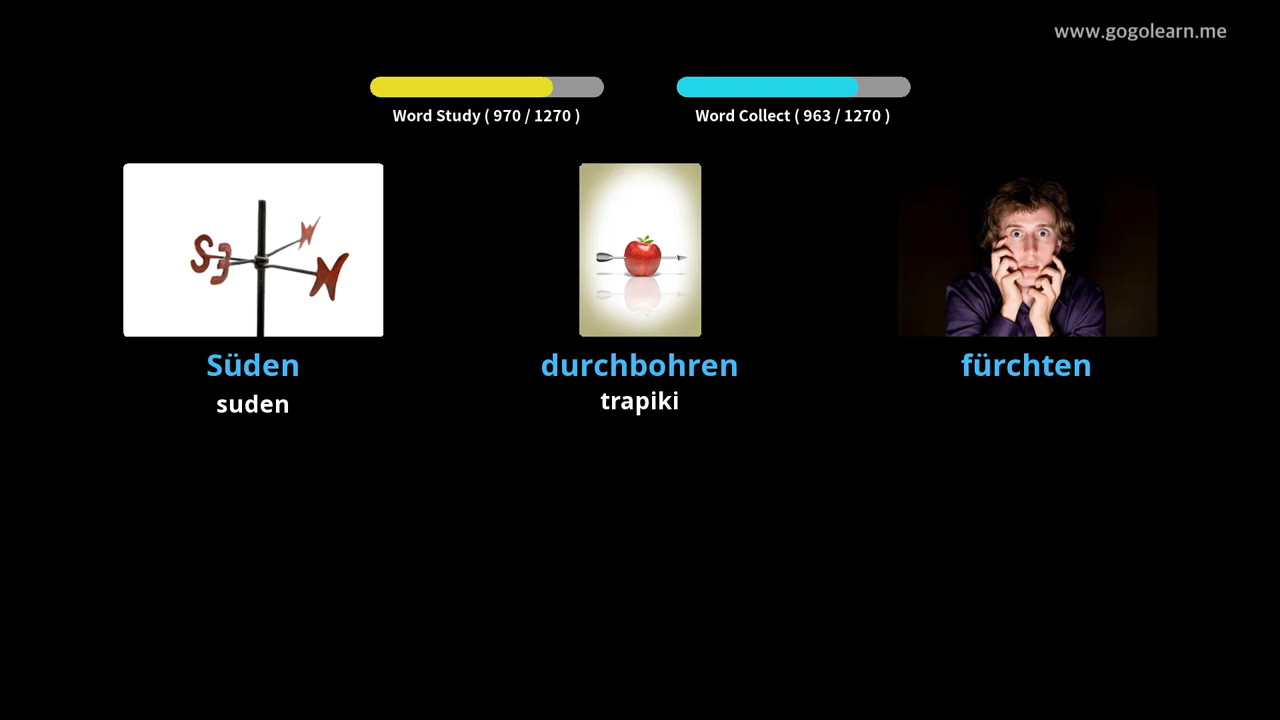 www.gogolearn.me
Word Study ( 970 / 1270 )
Word Collect ( 963 / 1270 )
S E N W
Süden
durchbohren
fürchten
suden
trapiki